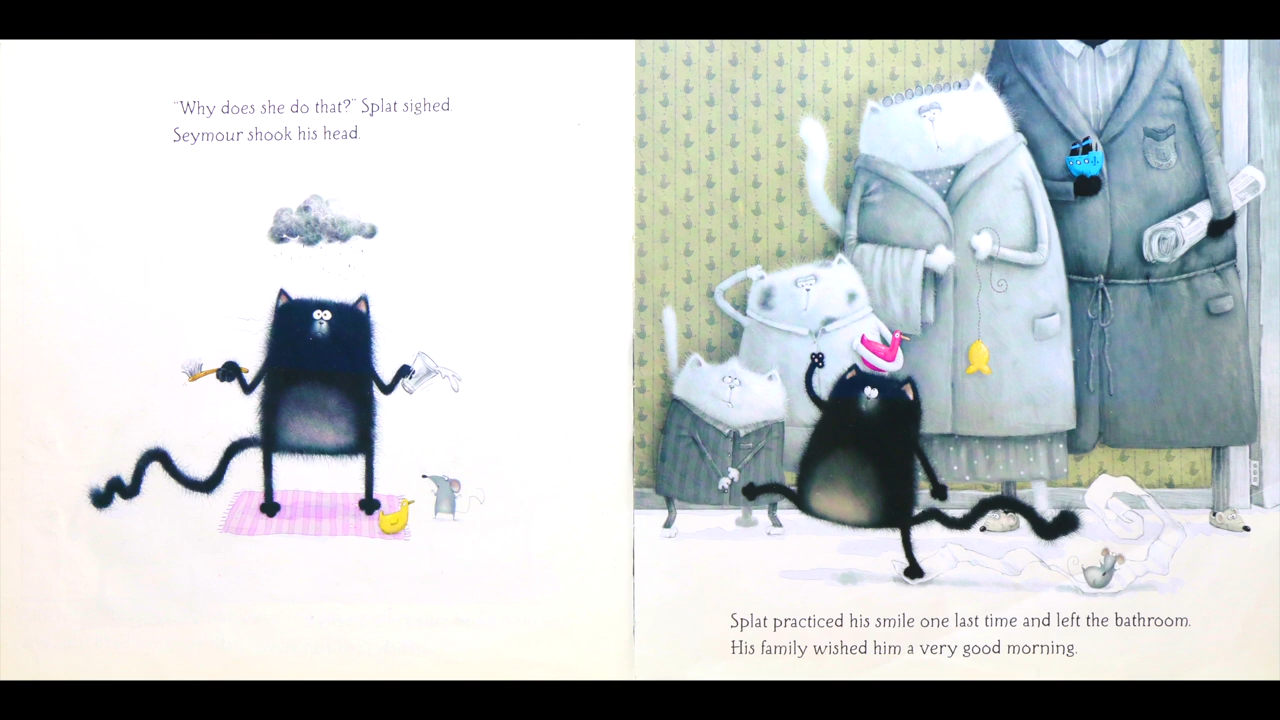 "Why does she do that?" Splat sighed.
Seymour shook his head.
Splat practiced his smile one last time and left the bathroom.
His family wished him a very good morning.